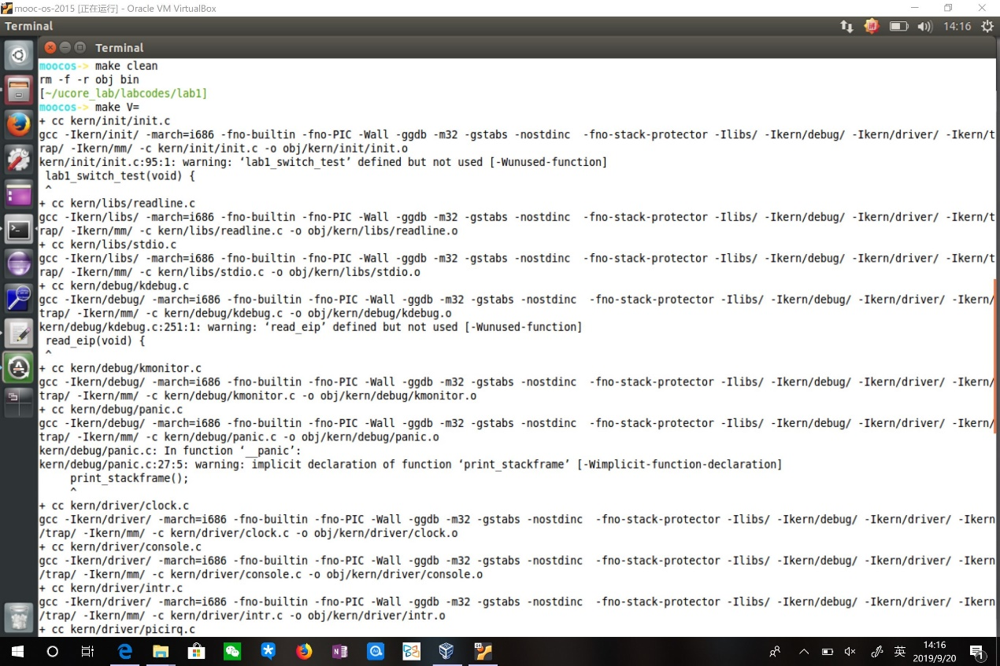 mooc-os-2015 [正在运行] - Oracle VM VirtualBox
Terminal
14:16
Terminal
moocos-> make clean
rm -f -r obj bin
[~/ucore_lab/labcodes/lab1]
moocos-> make V=
+ cc kern/init/init.c
gcc -Ikern/init/ -march=i686 -fno-builtin -fno-PIC -Wall -ggdb -m32 -gstabs -nostdinc  -fno-stack-protector -Ilibs/ -Ikern/debug/ -Ikern/driver/ -Ikern/t
rap/ -Ikern/mm/ -c kern/init/init.c -o obj/kern/init/init.o
kern/init/init.c:95:1: warning: ‘lab1_switch_test’ defined but not used [-Wunused-function]
 lab1_switch_test(void) {
 ^
+ cc kern/libs/readline.c
gcc -Ikern/libs/ -march=i686 -fno-builtin -fno-PIC -Wall -ggdb -m32 -gstabs -nostdinc  -fno-stack-protector -Ilibs/ -Ikern/debug/ -Ikern/driver/ -Ikern/t
rap/ -Ikern/mm/ -c kern/libs/readline.c -o obj/kern/libs/readline.o
+ cc kern/libs/stdio.c
gcc -Ikern/libs/ -march=i686 -fno-builtin -fno-PIC -Wall -ggdb -m32 -gstabs -nostdinc  -fno-stack-protector -Ilibs/ -Ikern/debug/ -Ikern/driver/ -Ikern/t
rap/ -Ikern/mm/ -c kern/libs/stdio.c -o obj/kern/libs/stdio.o
+ cc kern/debug/kdebug.c
gcc -Ikern/debug/ -march=i686 -fno-builtin -fno-PIC -Wall -ggdb -m32 -gstabs -nostdinc  -fno-stack-protector -Ilibs/ -Ikern/debug/ -Ikern/driver/ -Ikern/
trap/ -Ikern/mm/ -c kern/debug/kdebug.c -o obj/kern/debug/kdebug.o
kern/debug/kdebug.c:251:1: warning: ‘read_eip’ defined but not used [-Wunused-function]
 read_eip(void) {
 ^
+ cc kern/debug/kmonitor.c
gcc -Ikern/debug/ -march=i686 -fno-builtin -fno-PIC -Wall -ggdb -m32 -gstabs -nostdinc  -fno-stack-protector -Ilibs/ -Ikern/debug/ -Ikern/driver/ -Ikern/
trap/ -Ikern/mm/ -c kern/debug/kmonitor.c -o obj/kern/debug/kmonitor.o
+ cc kern/debug/panic.c
gcc -Ikern/debug/ -march=i686 -fno-builtin -fno-PIC -Wall -ggdb -m32 -gstabs -nostdinc  -fno-stack-protector -Ilibs/ -Ikern/debug/ -Ikern/driver/ -Ikern/
trap/ -Ikern/mm/ -c kern/debug/panic.c -o obj/kern/debug/panic.o
kern/debug/panic.c: In function ‘__panic’:
kern/debug/panic.c:27:5: warning: implicit declaration of function ‘print_stackframe’ [-Wimplicit-function-declaration]
     print_stackframe();
     ^
+ cc kern/driver/clock.c
gcc -Ikern/driver/ -march=i686 -fno-builtin -fno-PIC -Wall -ggdb -m32 -gstabs -nostdinc  -fno-stack-protector -Ilibs/ -Ikern/debug/ -Ikern/driver/ -Ikern
/trap/ -Ikern/mm/ -c kern/driver/clock.c -o obj/kern/driver/clock.o
+ cc kern/driver/console.c
gcc -Ikern/driver/ -march=i686 -fno-builtin -fno-PIC -Wall -ggdb -m32 -gstabs -nostdinc  -fno-stack-protector -Ilibs/ -Ikern/debug/ -Ikern/driver/ -Ikern
/trap/ -Ikern/mm/ -c kern/driver/console.c -o obj/kern/driver/console.o
+ cc kern/driver/intr.c
gcc -Ikern/driver/ -march=i686 -fno-builtin -fno-PIC -Wall -ggdb -m32 -gstabs -nostdinc  -fno-stack-protector -Ilibs/ -Ikern/debug/ -Ikern/driver/ -Ikern
/trap/ -Ikern/mm/ -c kern/driver/intr.c -o obj/kern/driver/intr.o
+ cc kern/driver/picirq.c
英
14:16
2019/9/20
1